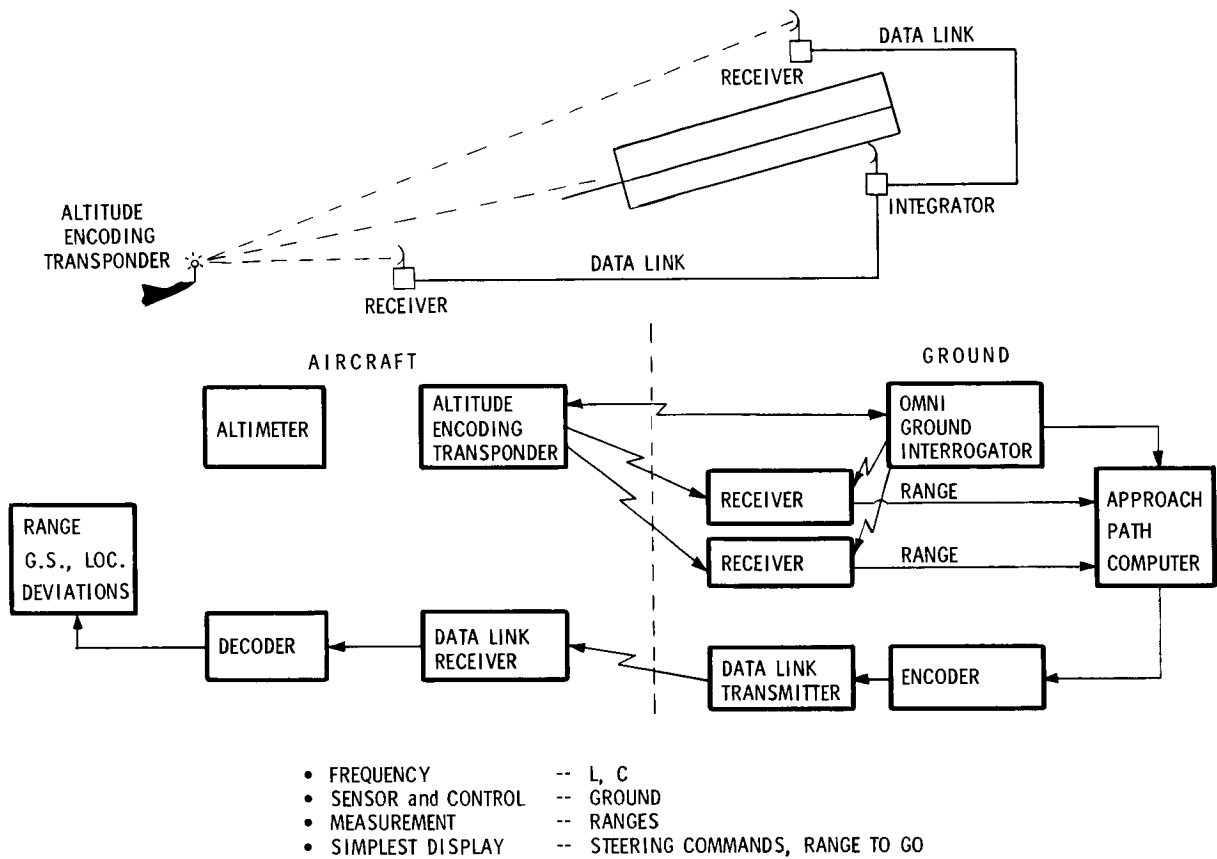 DATA LINK
RECEIVER
ALTITUDE
ENCODING
TRANSPONDER
INTEGRATOR
DATA LINK
RECEIVER
AIRCRAFT
GROUND
ALTIMETER
ALTITUDE
ENCODING
TRANSPONDER
OMNI
GROUND
INTERROGATOR
RECEIVER
RANGE
RECEIVER
RANGE
APPROACH
PATH
COMPUTER
RANGE
G.S., LOC.
DEVIATIONS
DECODER
DATA LINK
RECEIVER
DATA LINK
TRANSMITTER
ENCODER
• FREQUENCY -- L, C
• SENSOR and CONTROL -- GROUND
• MEASUREMENT -- RANGES
• SIMPLEST DISPLAY -- STEERING COMMANDS, RANGE TO GO